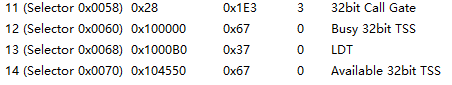 11 (Selector 0x0058) 0x28 0x1E3 3 32bit Call Gate
12 (Selector 0x0060) 0x100000 0x67 0 Busy 32bit TSS
13 (Selector 0x0068) 0x1000B0 0x37 0 LDT
14 (Selector 0x0070) 0x104550 0x67 0 Available 32bit TSS